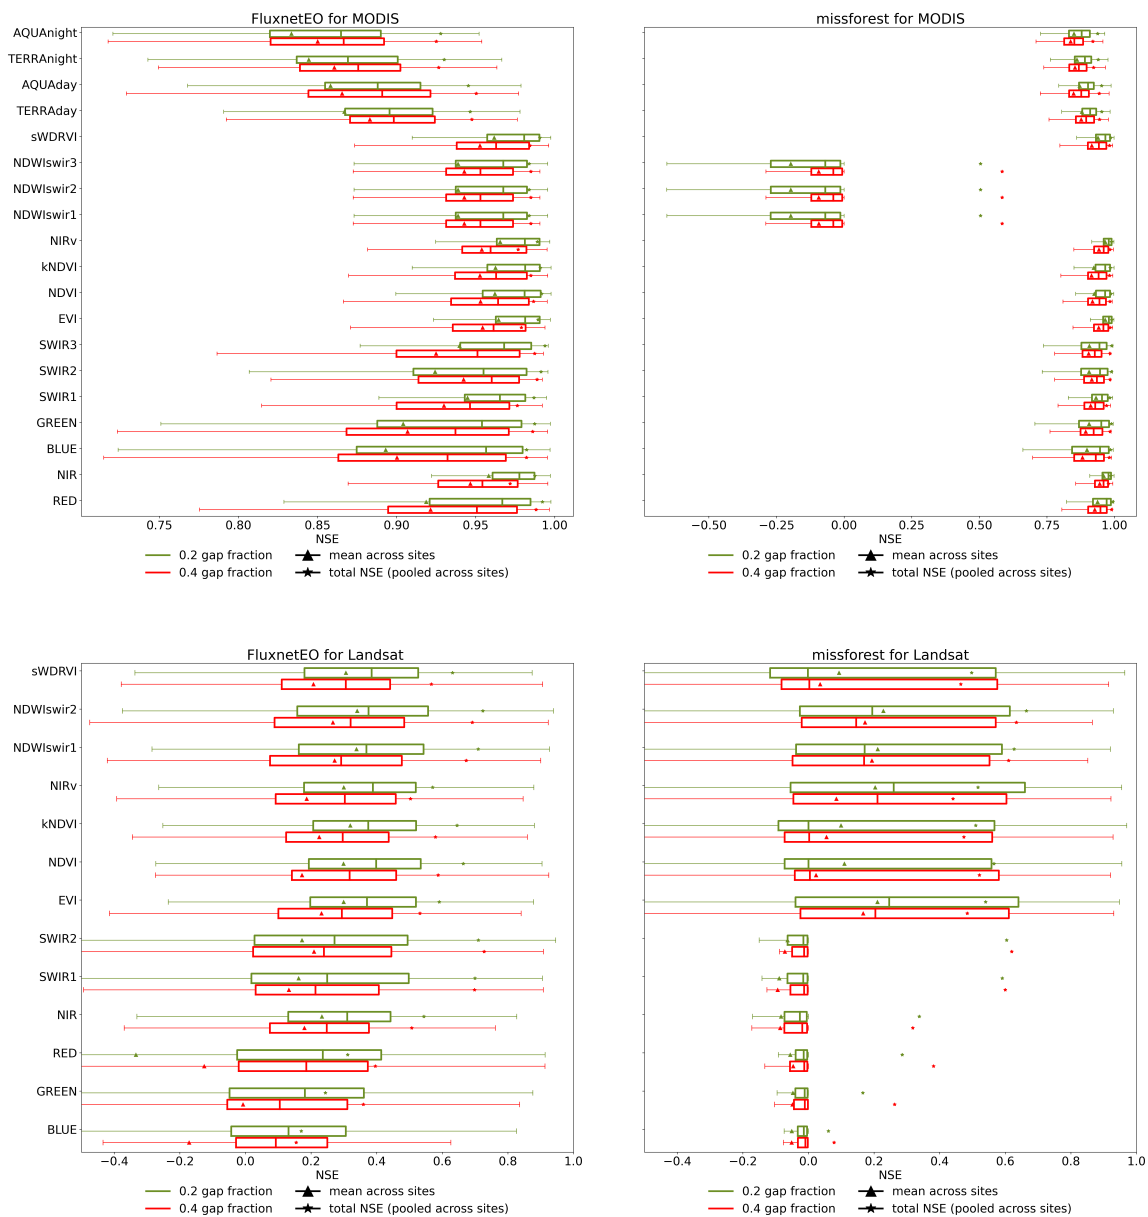 FluxnetEO for MODIS
AQUAnight
TERRAnight
AQUAday
TERRAday
sWDRVI
NDWIswir3
NDWIswir2
NDWIswir1
NIRv
kNDVI
NDVI
EVI
SWIR3
SWIR2
SWIR1
GREEN
BLUE
NIR
RED
0.75 0.80 0.85 0.90 0.95 1.00
NSE
0.2 gap fraction mean across sites
0.4 gap fraction total NSE (pooled across sites)
missforest for MODIS
−0.50 −0.25 0.00 0.25 0.50 0.75 1.00
NSE
0.2 gap fraction mean across sites
0.4 gap fraction total NSE (pooled across sites)
FluxnetEO for Landsat
sWDRVI
NDWIswir2
NDWIswir1
NIRv
kNDVI
NDVI
EVI
SWIR2
SWIR1
NIR
RED
GREEN
BLUE
−0.4 −0.2 0.0 0.2 0.4 0.6 0.8 1.0
NSE
0.2 gap fraction mean across sites
0.4 gap fraction total NSE (pooled across sites)
missforest for Landsat
−0.4 −0.2 0.0 0.2 0.4 0.6 0.8 1.0
NSE
0.2 gap fraction mean across sites
0.4 gap fraction total NSE (pooled across sites)